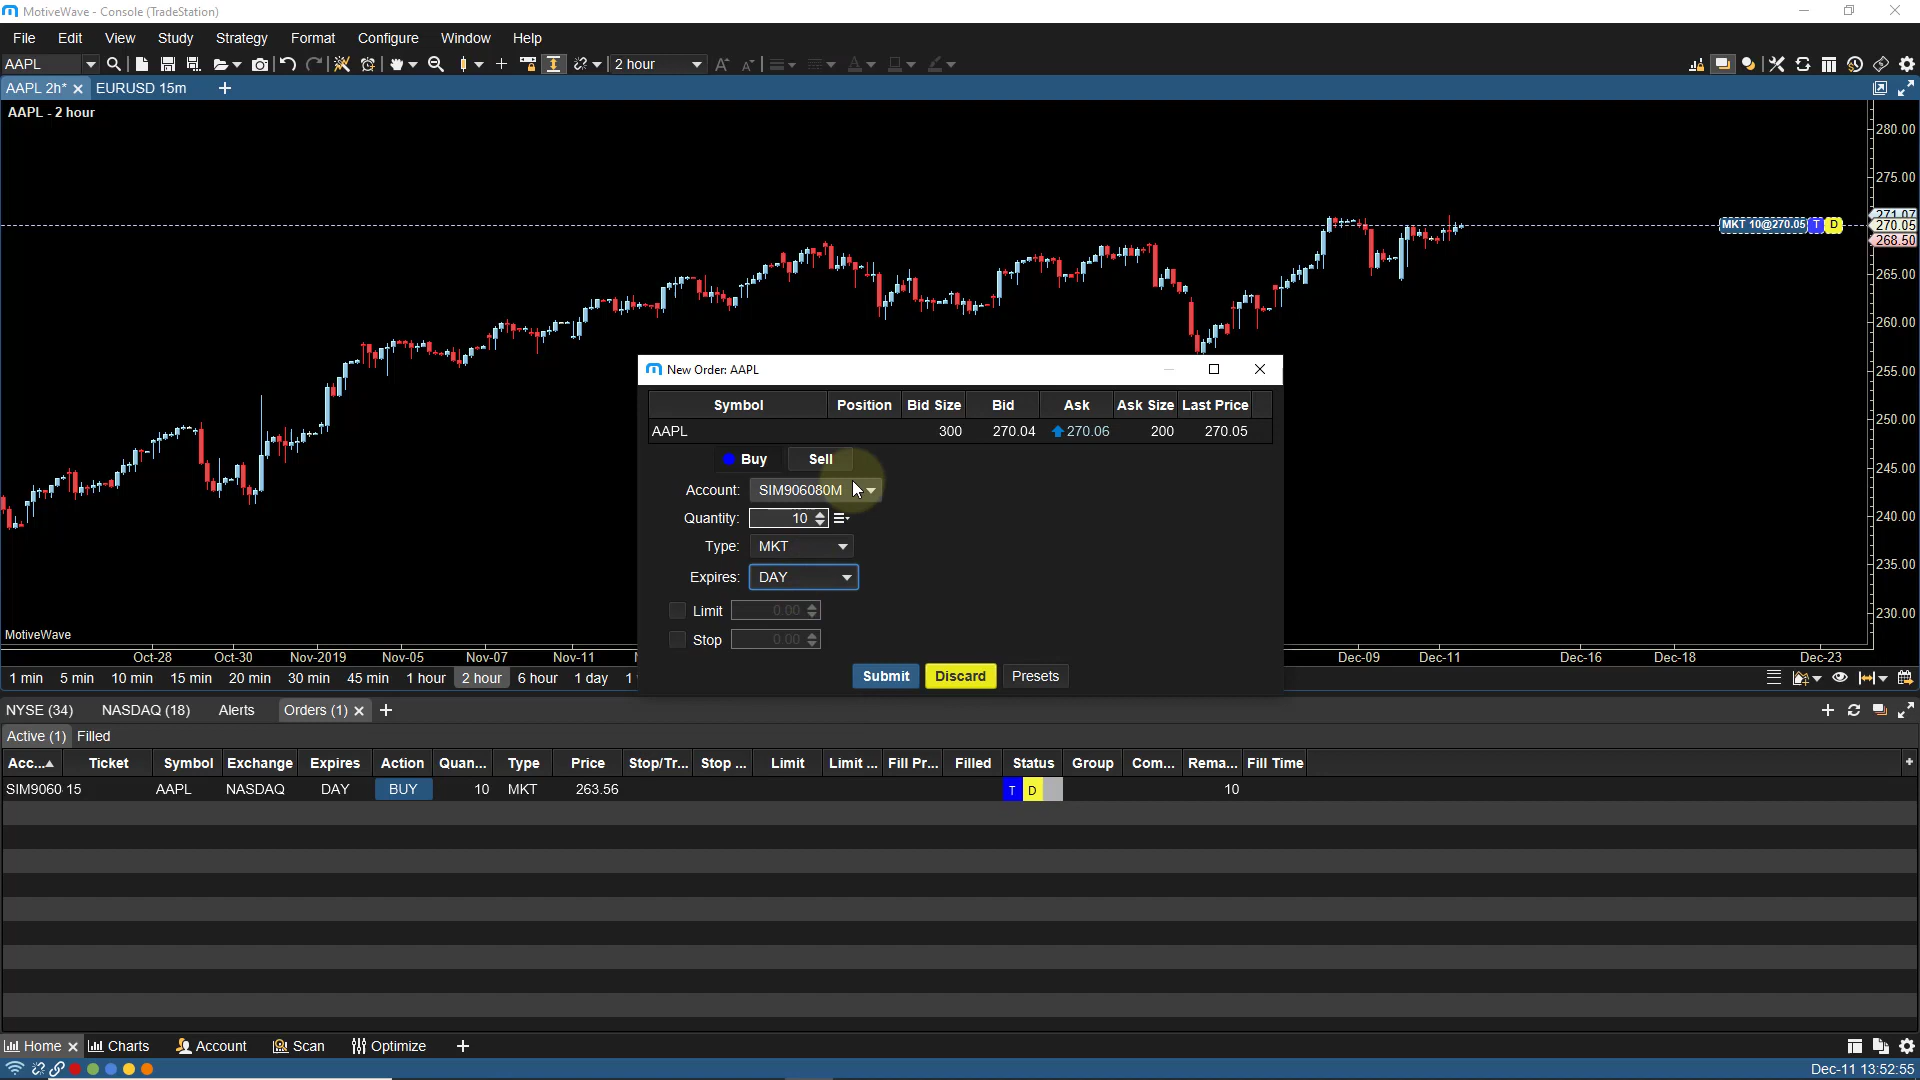 MotiveWave - Console (TradeStation)
File Edit View Study Strategy Format Configure Window Help
AAPL 2 hour
AAPL 2h* EURUSD 15m
AAPL - 2 hour
280.00
275.00
271.07
MKT 10@270.05 T D 270.05
268.50
265.00
260.00
255.00
250.00
245.00
240.00
235.00
230.00
New Order: AAPL
Symbol Position Bid Size Bid Ask Ask Size Last Price
AAPL 300 270.04 270.06 200 270.05
Buy Sell
Account: SIM906080M
Quantity: 10
Type: MKT
Expires: DAY
Limit 0.00
Stop 0.00
Submit Discard Presets
MotiveWave
Oct-28 Oct-30 Nov-2019 Nov-05 Nov-07 Nov-11 Dec-09 Dec-11 Dec-16 Dec-18 Dec-23
1 min 5 min 10 min 15 min 20 min 30 min 45 min 1 hour 2 hour 6 hour 1 day 1
NYSE (34) NASDAQ (18) Alerts Orders (1)
Active (1) Filled
Acc... Ticket Symbol Exchange Expires Action Quan... Type Price Stop/Tr... Stop ... Limit Limit ... Fill Pr... Filled Status Group Com... Rema... Fill Time
SIM9060 15 AAPL NASDAQ DAY BUY 10 MKT 263.56 T D 10
Home Charts Account Scan Optimize
Dec-11 13:52:55